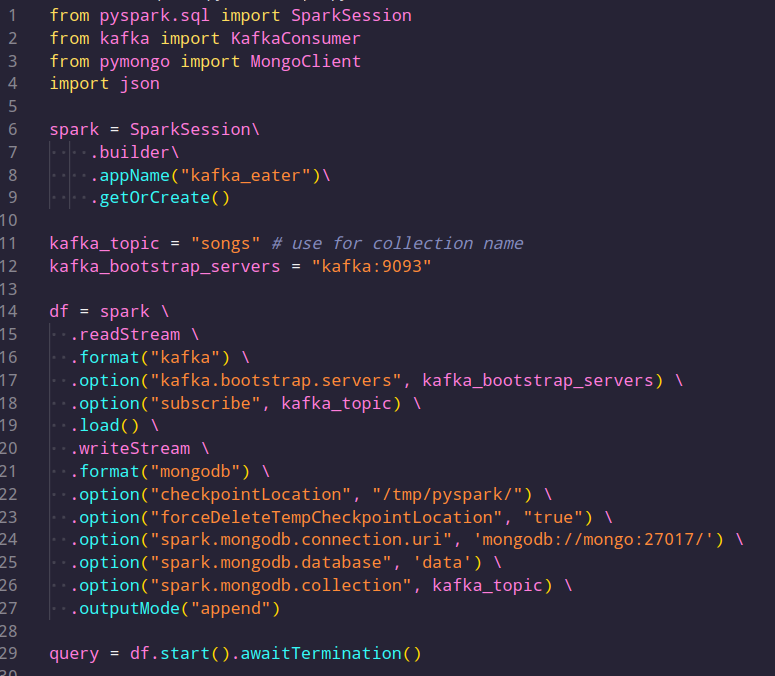 1 from pyspark.sql import SparkSession
2 from kafka import KafkaConsumer
3 from pymongo import MongoClient
4 import json
5
6 spark = SparkSession\
7 .builder\
8 .appName("kafka_eater")\
9 .getOrCreate()
10
11 kafka_topic = "songs" # use for collection name
12 kafka_bootstrap_servers = "kafka:9093"
13
14 df = spark \
15 .readStream \
16 .format("kafka") \
17 .option("kafka.bootstrap.servers", kafka_bootstrap_servers) \
18 .option("subscribe", kafka_topic) \
19 .load() \
20 .writeStream \
21 .format("mongodb") \
22 .option("checkpointLocation", "/tmp/pyspark/") \
23 .option("forceDeleteTempCheckpointLocation", "true") \
24 .option("spark.mongodb.connection.uri", 'mongodb://mongo:27017/') \
25 .option("spark.mongodb.database", 'data') \
26 .option("spark.mongodb.collection", kafka_topic) \
27 .outputMode("append")
28
29 query = df.start().awaitTermination()